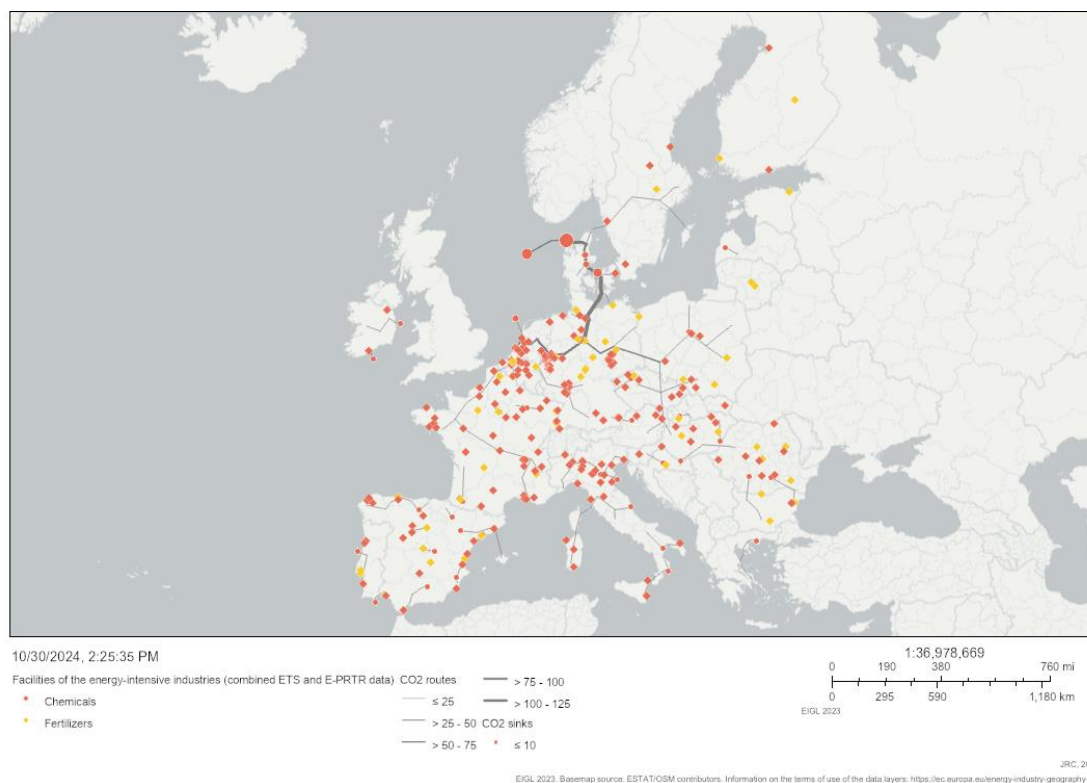 10/30/2024, 2:25:35 PM
Facilities of the energy-intensive industries (combined ETS and E-PRTR data)
Chemicals
Fertilizers
CO2 routes
≤ 25
> 25 - 50
> 50 - 75
> 75 - 100
> 100 - 125
CO2 sinks
≤ 10
1:36,978,669
0 190 380 760 mi
0 295 590 1,180 km
EIGL 2023
JRC, 20
EIGL 2023. Basemap source: ESTAT/OSM contributors. Information on the terms of use of the data layers: https://ec.europa.eu/energy-industry-geography